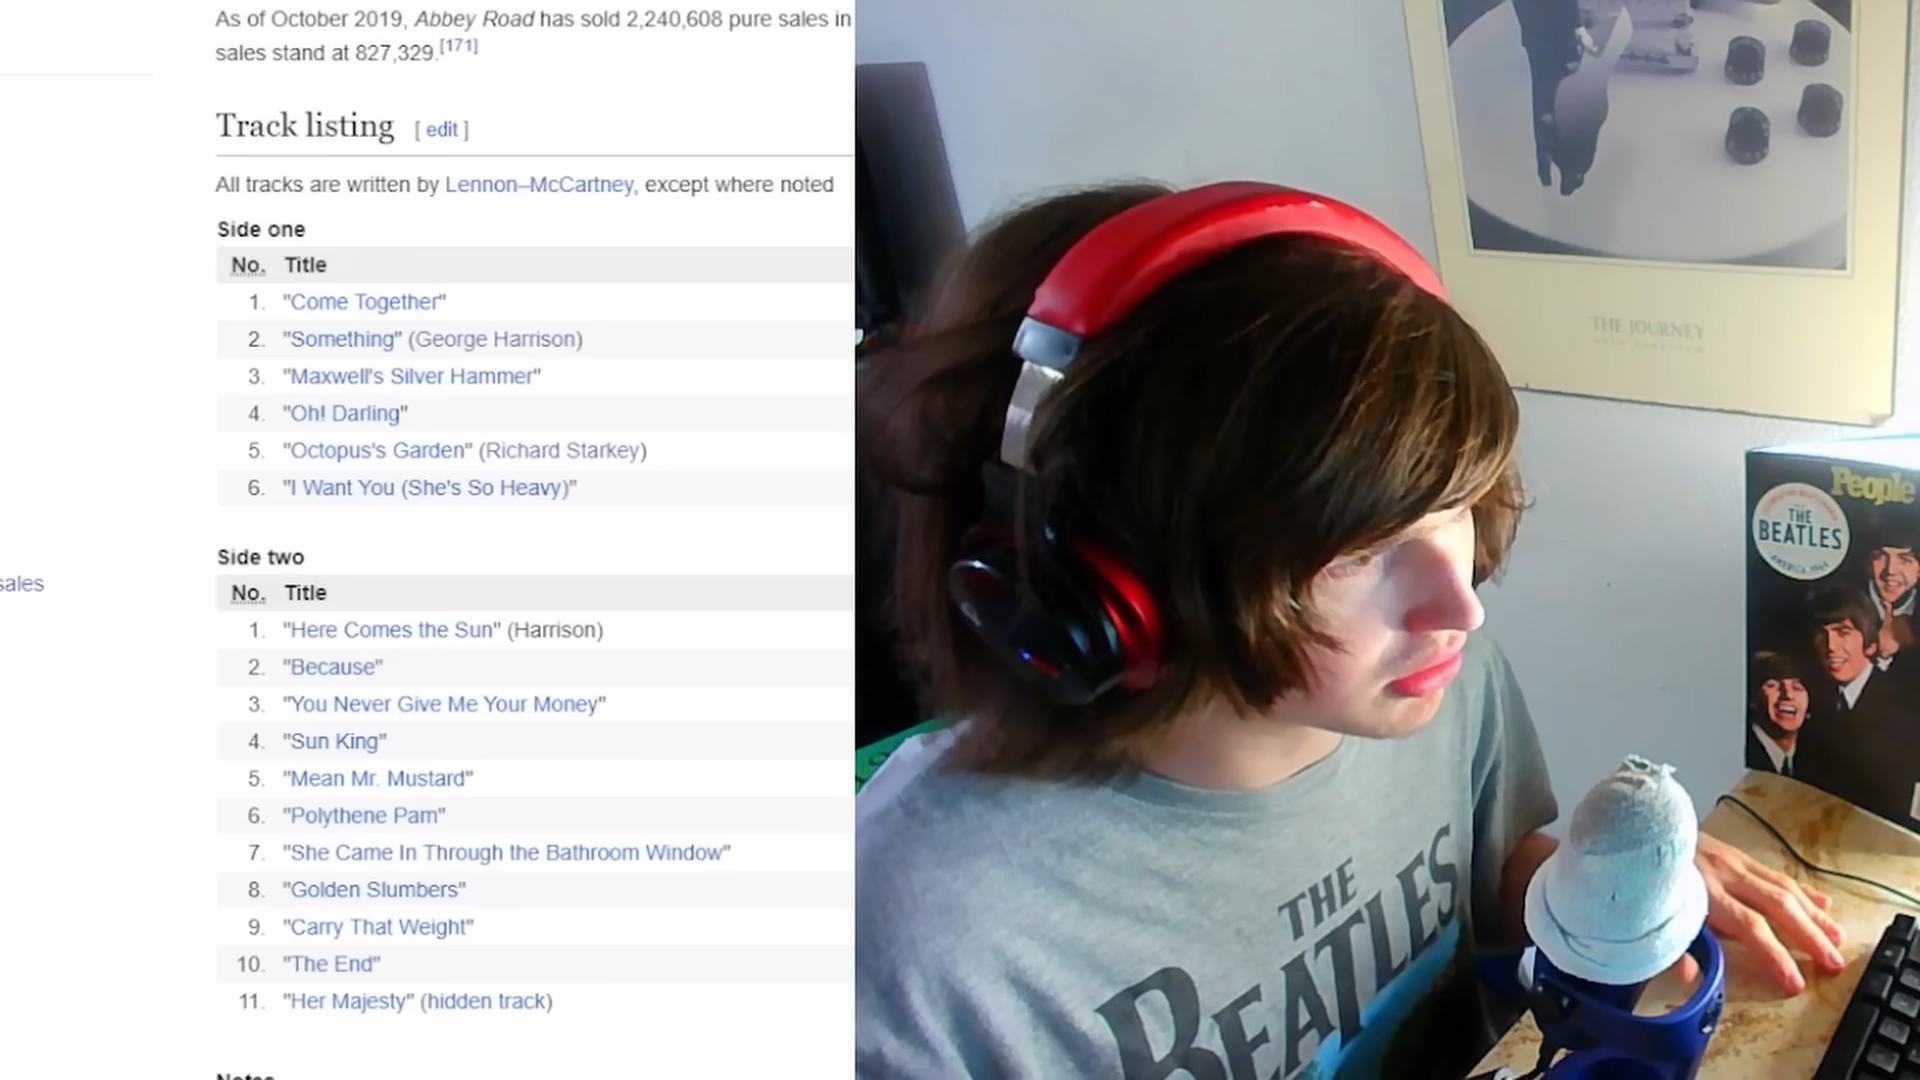 As of October 2019, Abbey Road has sold 2,240,608 pure sales in
sales stand at 827,329.[171]
Track listing [ edit ]
All tracks are written by Lennon–McCartney, except where noted
Side one
No. Title
1. "Come Together"
2. "Something" (George Harrison)
3. "Maxwell's Silver Hammer"
4. "Oh! Darling"
5. "Octopus's Garden" (Richard Starkey)
6. "I Want You (She's So Heavy)"
Side two
No. Title
1. "Here Comes the Sun" (Harrison)
2. "Because"
3. "You Never Give Me Your Money"
4. "Sun King"
5. "Mean Mr. Mustard"
6. "Polythene Pam"
7. "She Came In Through the Bathroom Window"
8. "Golden Slumbers"
9. "Carry That Weight"
10. "The End"
11. "Her Majesty" (hidden track)
sales
THE JOURNEY
People
THE
BEATLES
THE
BEATLES